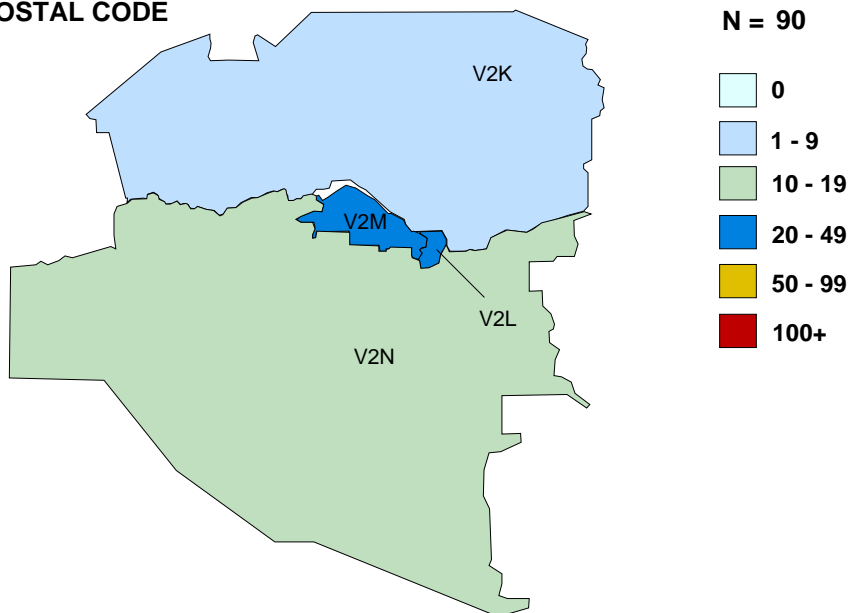 OSTAL CODE
N = 90
V2K
0
1 - 9
10 - 19
20 - 49
50 - 99
100+
V2M
V2L
V2N